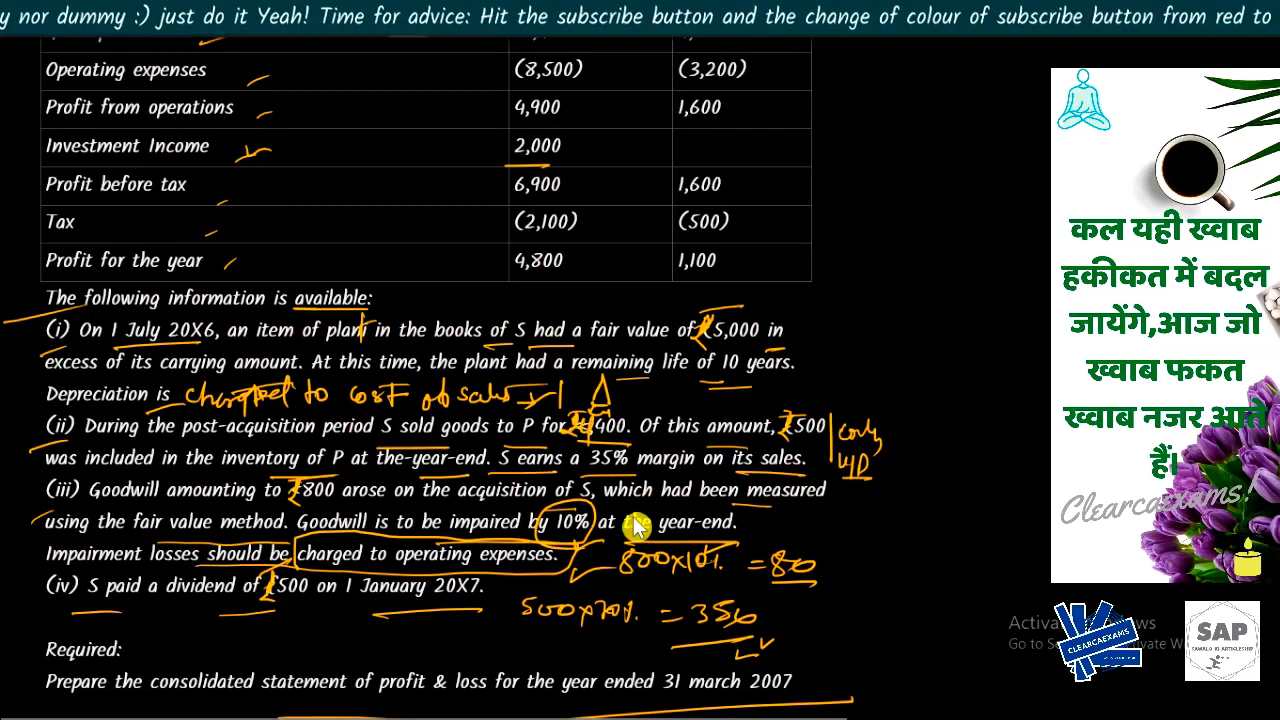 y nor dummy :) just do it Yeah! Time for advice: Hit the subscribe button and the change of colour of subscribe button from red to
Operating expenses (8,500) (3,200)
Profit from operations 4,900 1,600
Investment Income 2,000
Profit before tax 6,900 1,600
Tax (2,100) (500)
Profit for the year 4,800 1,100
The following information is available:
(i) On 1 July 20X6, an item of plant in the books of S had a fair value of ₹5,000 in
excess of its carrying amount. At this time, the plant had a remaining life of 10 years.
Depreciation is charged to cost of sales
(ii) During the post-acquisition period S sold goods to P for 400. Of this amount, ₹500
was included in the inventory of P at the-year-end. S earns a 35% margin on its sales.
(iii) Goodwill amounting to ₹800 arose on the acquisition of S, which had been measured
using the fair value method. Goodwill is to be impaired by 10% at the year-end.
Impairment losses should be charged to operating expenses.
800x10% = 80
(iv) S paid a dividend of ₹500 on 1 January 20X7.
500x70% = 350
Required:
Prepare the consolidated statement of profit & loss for the year ended 31 march 2007
कल यही ख्वाब
हकीकत में बदल
जायेंगे,आज जो
ख्वाब फकत
ख्वाब नजर आते
हैं।
Clearcaexams!
CLEARCAEXAMS
SAP
SAWALO KI ARTICLESHIP